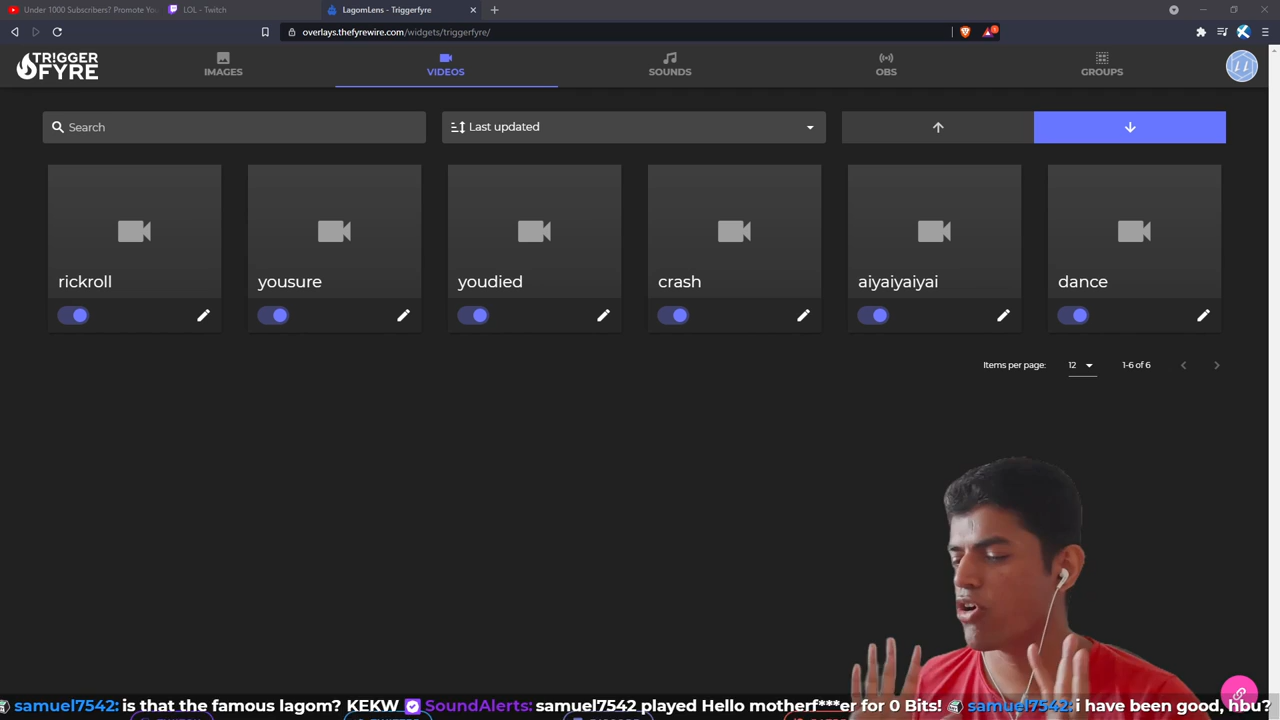 Under 1000 Subscribers? Promote Yo
LOL - Twitch
LagomLens - Triggerfyre
overlays.thefyrewire.com/widgets/triggerfyre/
TR!GGER
FYRE
IMAGES
VIDEOS
SOUNDS
OBS
GROUPS
Search
Last updated
rickroll
yousure
youdied
crash
aiyaiyaiyai
dance
Items per page:
12
1-6 of 6
samuel7542: is that the famous lagom? KEKW SoundAlerts: samuel7542 played Hello motherf***er for 0 Bits! samuel7542: i have been good, hbu?